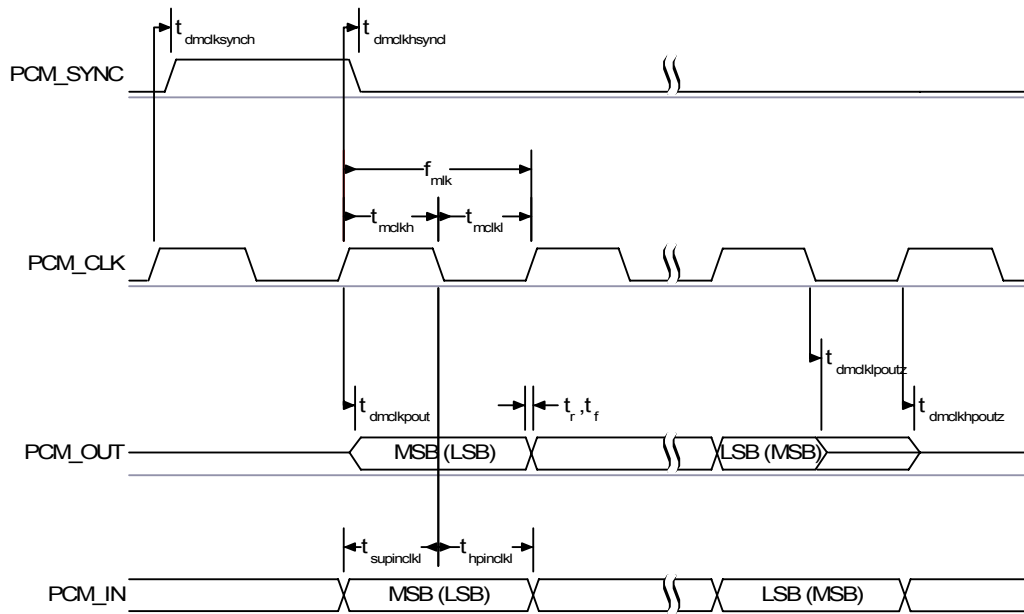 t dmclksynch
t dmclkhsyncl
PCM_SYNC
f mlk
t mclkh
t mclkl
PCM_CLK
t dmclklpoutz
t dmclkpout
t r ,t f
t dmclkhpoutz
PCM_OUT
MSB (LSB)
LSB (MSB)
t supinclkl
t hpinclkl
PCM_IN
MSB (LSB)
LSB (MSB)